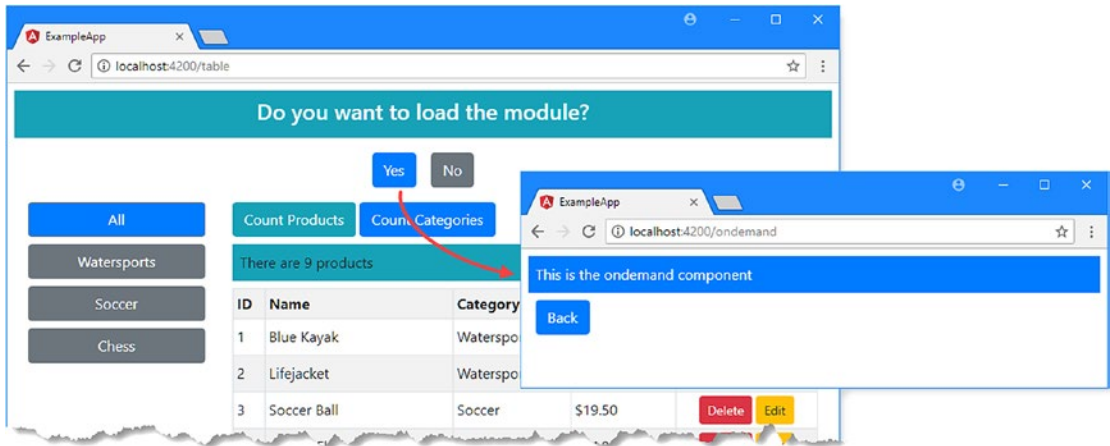 ExampleApp
localhost:4200/table
Do you want to load the module?
Yes No
All
Watersports
Soccer
Chess
Count Products Count Categories
There are 9 products
ID Name Category
1 Blue Kayak
2 Lifejacket
3 Soccer Ball Soccer $19.50 Delete Edit
ExampleApp
localhost:4200/ondemand
This is the ondemand component
Back